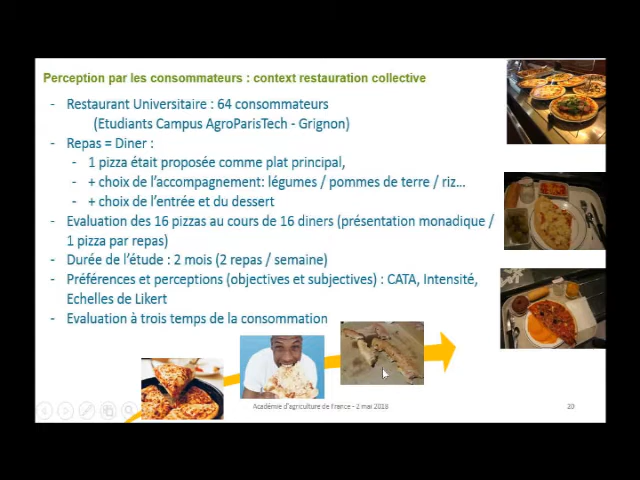 Perception par les consommateurs : context restauration collective
- Restaurant Universitaire : 64 consommateurs
(Etudiants Campus AgroParisTech - Grignon)
- Repas = Diner :
- 1 pizza était proposée comme plat principal,
- + choix de l'accompagnement: légumes / pommes de terre / riz...
- + choix de l'entrée et du dessert
- Evaluation des 16 pizzas au cours de 16 diners (présentation monadique /
1 pizza par repas)
- Durée de l'étude : 2 mois (2 repas / semaine)
- Préférences et perceptions (objectives et subjectives) : CATA, Intensité,
Echelles de Likert
- Evaluation à trois temps de la consommation
Académie d'agriculture de France - 2 mai 2018
20